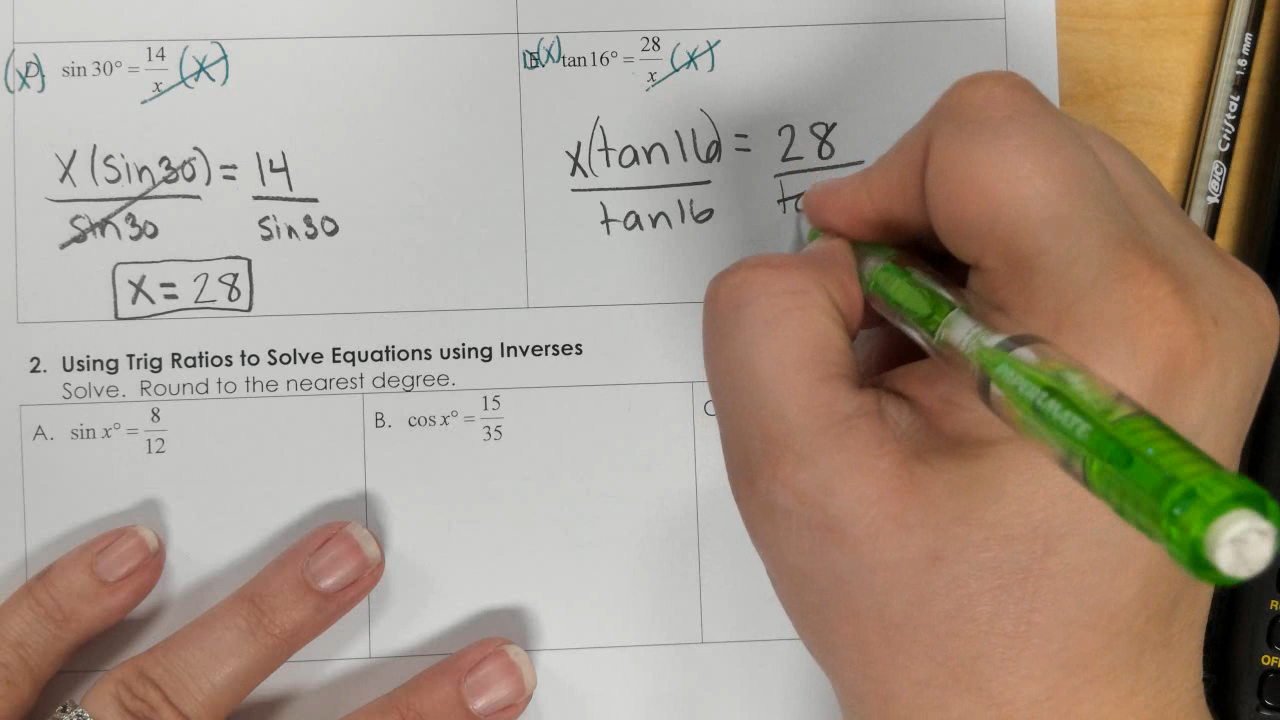 (x) D. sin 30° = 14/x (x)
x(sin30) = 14
sin30 sin30
x = 28
(x) tan 16° = 28/x (x)
x(tan16) = 28
tan16 ta
2. Using Trig Ratios to Solve Equations using Inverses
Solve. Round to the nearest degree.
A. sin x° = 8/12
B. cos x° = 15/35
C
BIC Cristal 1.6 mm
OF